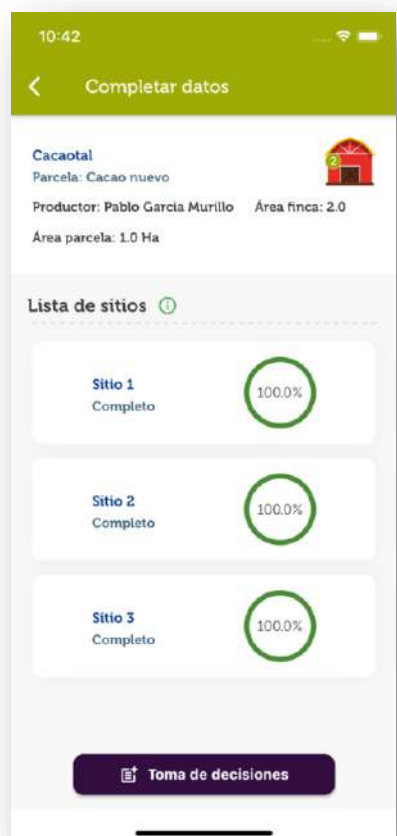 10:42
Completar datos
Cacaotal
Parcela: Cacao nuevo
2
Productor: Pablo García Murillo Área finca: 2.0
Área parcela: 1.0 Ha
Lista de sitios
Sitio 1
Completo
100.0%
Sitio 2
Completo
100.0%
Sitio 3
Completo
100.0%
Toma de decisiones